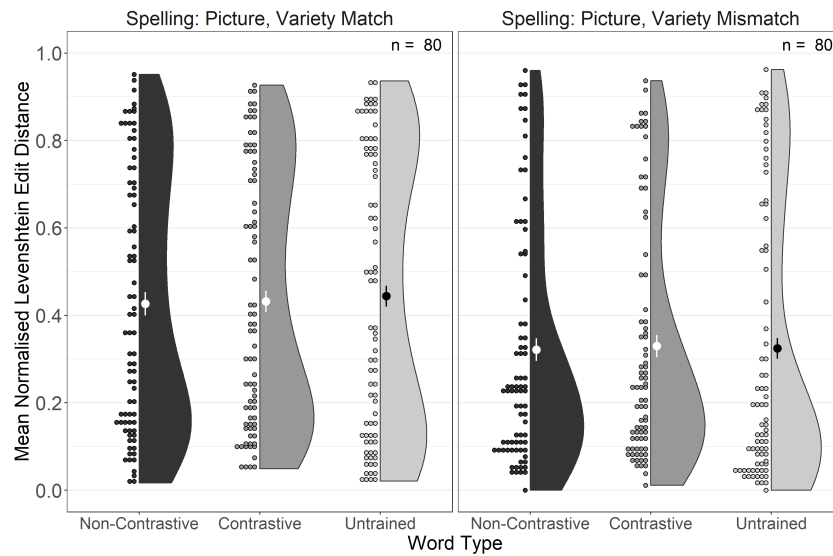 Spelling: Picture, Variety Match
Spelling: Picture, Variety Mismatch
n = 80
n = 80
Mean Normalised Levenshtein Edit Distance
1.0
0.8
0.6
0.4
0.2
0.0
Non-Contrastive Contrastive Untrained
Non-Contrastive Contrastive Untrained
Word Type